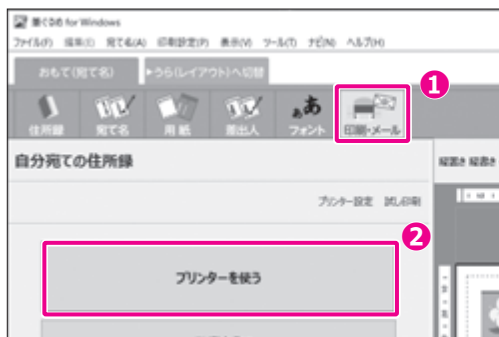 筆ぐるめ for Windows
ファイル(F) 編集(E) 宛て名(A) 印刷設定(P) 表示(V) ツール(T) ナビ(N) ヘルプ(H)
おもて(宛て名) ▶うら(レイアウト)へ切替
1
住所録 宛て名 用紙 差出人 フォント 印刷・メール
あ あ
自分宛ての住所録
縦置き 縦書き
プリンター設定 試し印刷
2
プリンターを使う